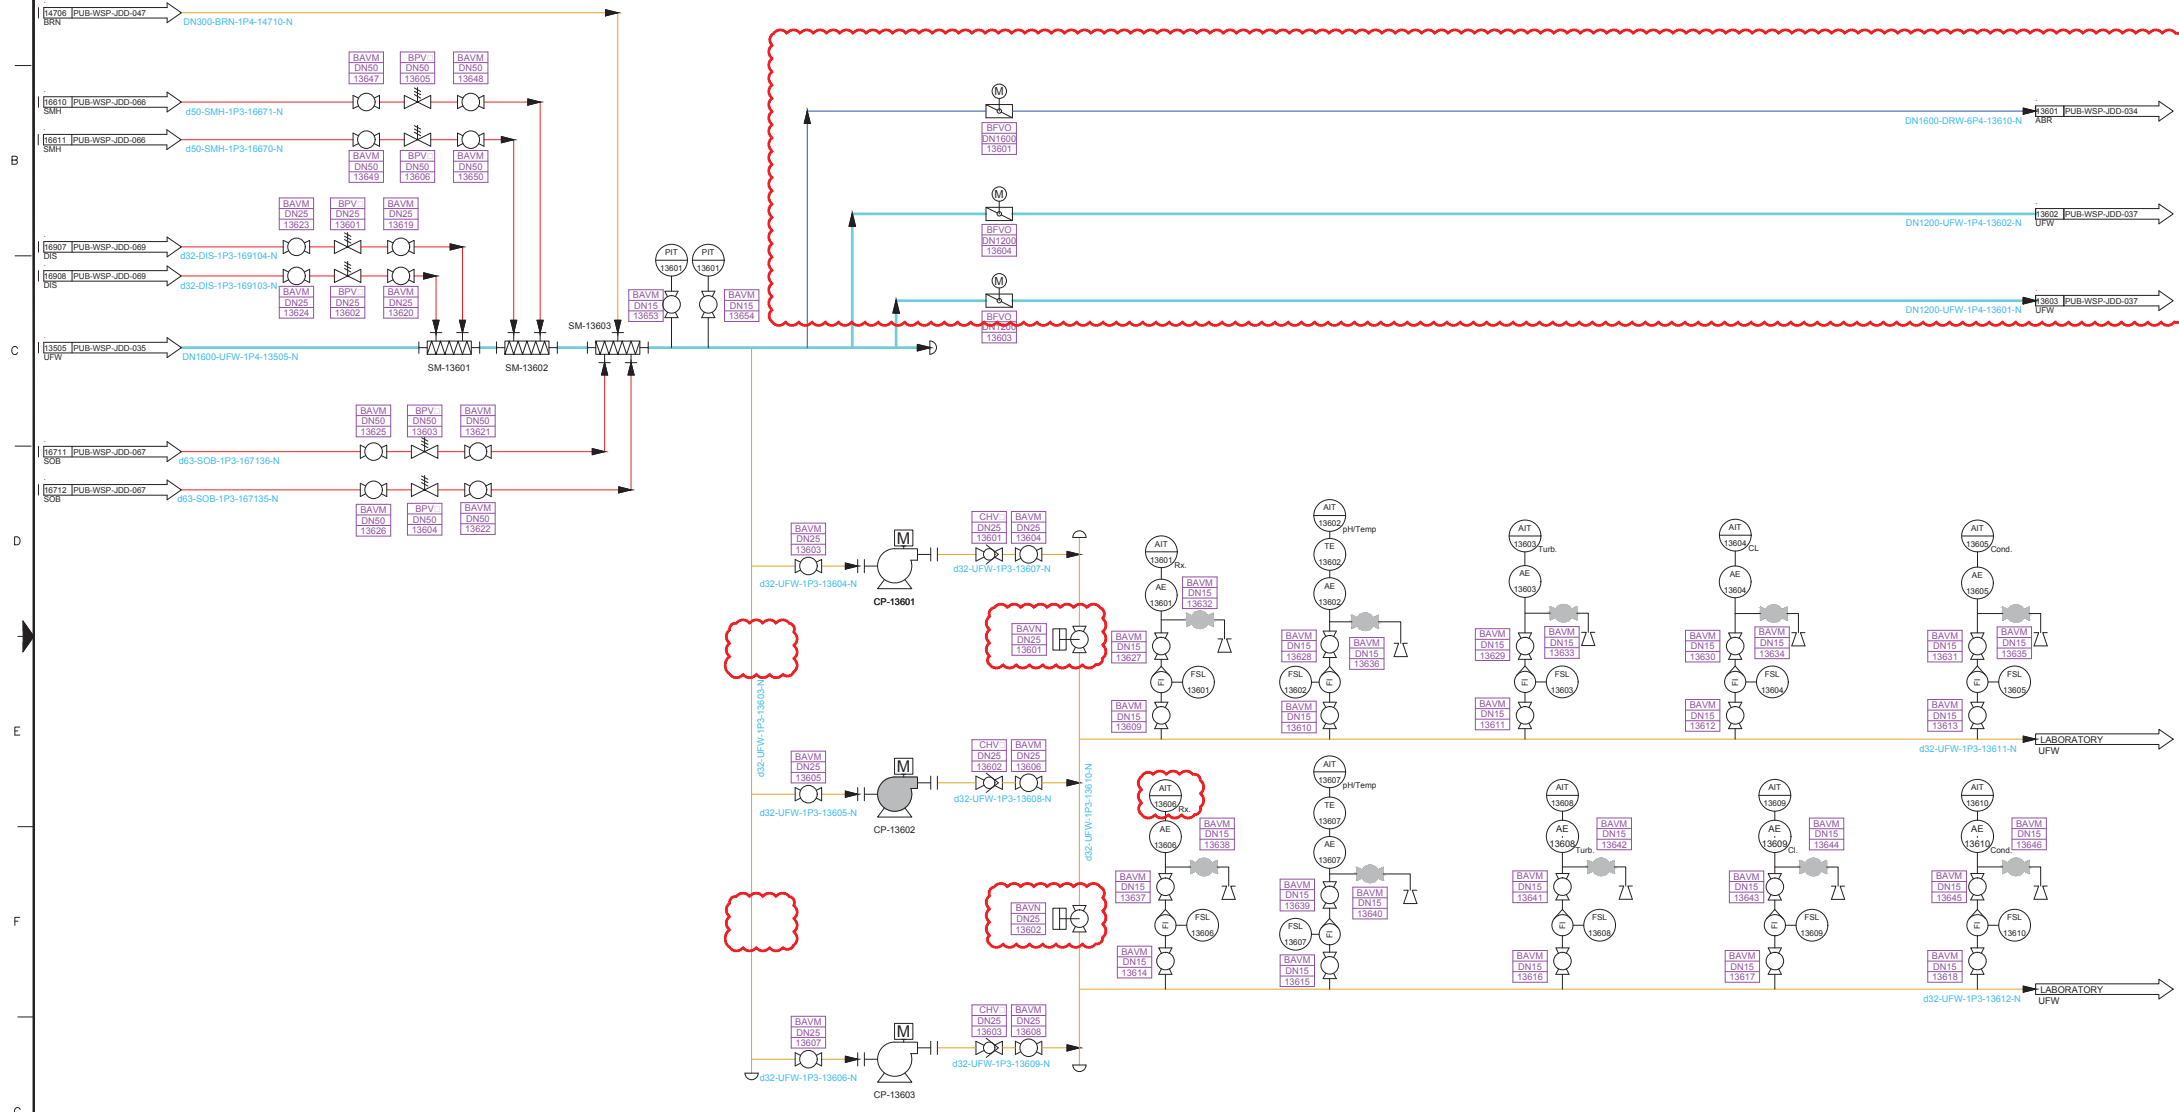 14706 PUB-WSP-JDD-047
BRN
DN300-BRN-1P4-14710-N
BAVM
DN50
13647
BPV
DN50
13605
BAVM
DN50
13648
16610 PUB-WSP-JDD-066
SMH
d50-SMH-1P3-16671-N
16611 PUB-WSP-JDD-066
SMH
d50-SMH-1P3-16670-N
BAVM
DN50
13649
BPV
DN50
13606
BAVM
DN50
13650
B
BAVM
DN25
13623
BPV
DN25
13601
BAVM
DN25
13619
16907 PUB-WSP-JDD-069
DIS
d32-DIS-1P3-169104-N
16908 PUB-WSP-JDD-069
DIS
d32-DIS-1P3-169103-N
BAVM
DN25
13624
BPV
DN25
13602
BAVM
DN25
13620
M
BFVO
DN1600
13601
DN1600-DRW-6P4-13610-N
13601 PUB-WSP-JDD-034
ABR
M
BFVO
DN1200
13604
DN1200-UFW-1P4-13602-N
13602 PUB-WSP-JDD-037
UFW
M
BFVO
DN1200
13603
DN1200-UFW-1P4-13601-N
13603 PUB-WSP-JDD-037
UFW
PIT
13601
PIT
13601
BAVM
DN15
13653
BAVM
DN15
13654
SM-13603
C
13505 PUB-WSP-JDD-035
UFW
DN1600-UFW-1P4-13505-N
SM-13601
SM-13602
BAVM
DN50
13625
BPV
DN50
13603
BAVM
DN50
13621
16711 PUB-WSP-JDD-067
SOB
d63-SOB-1P3-167136-N
16712 PUB-WSP-JDD-067
SOB
d63-SOB-1P3-167135-N
BAVM
DN50
13626
BPV
DN50
13604
BAVM
DN50
13622
D
BAVM
DN25
13603
M
CHV
DN25
13601
BAVM
DN25
13604
d32-UFW-1P3-13604-N
d32-UFW-1P3-13607-N
CP-13601
BAVN
DN25
13601
AIT
13601
Rx.
AE
13601
BAVM
DN15
13632
BAVM
DN15
13627
FI
FSL
13601
BAVM
DN15
13609
AIT
13602
pH/Temp
TE
13602
AE
13602
BAVM
DN15
13628
BAVM
DN15
13636
FSL
13602
FI
BAVM
DN15
13610
AIT
13603
Turb.
AE
13603
BAVM
DN15
13629
BAVM
DN15
13633
FI
FSL
13603
BAVM
DN15
13611
AIT
13604
CL
AE
13604
BAVM
DN15
13630
BAVM
DN15
13634
FI
FSL
13604
BAVM
DN15
13612
AIT
13605
Cond.
AE
13605
BAVM
DN15
13631
BAVM
DN15
13635
FI
FSL
13605
BAVM
DN15
13613
E
d32-UFW-1P3-13603-N
d32-UFW-1P3-13611-N
LABORATORY
UFW
BAVM
DN25
13605
M
CHV
DN25
13602
BAVM
DN25
13606
d32-UFW-1P3-13605-N
d32-UFW-1P3-13608-N
CP-13602
d32-UFW-1P3-13610-N
AIT
13606
Rx.
AE
13606
BAVM
DN15
13638
BAVM
DN15
13637
FI
FSL
13606
BAVM
DN15
13614
AIT
13607
pH/Temp
TE
13607
AE
13607
BAVM
DN15
13639
BAVM
DN15
13640
FSL
13607
FI
BAVM
DN15
13615
AIT
13608
AE
13608
Turb.
BAVM
DN15
13642
BAVM
DN15
13641
FI
FSL
13608
BAVM
DN15
13616
AIT
13609
AE
13609
Cl.
BAVM
DN15
13644
BAVM
DN15
13643
FI
FSL
13609
BAVM
DN15
13617
AIT
13610
AE
13610
Cond.
BAVM
DN15
13646
BAVM
DN15
13645
FI
FSL
13610
BAVM
DN15
13618
F
BAVN
DN25
13602
d32-UFW-1P3-13612-N
LABORATORY
UFW
BAVM
DN25
13607
M
CHV
DN25
13603
BAVM
DN25
13608
d32-UFW-1P3-13606-N
d32-UFW-1P3-13609-N
CP-13603